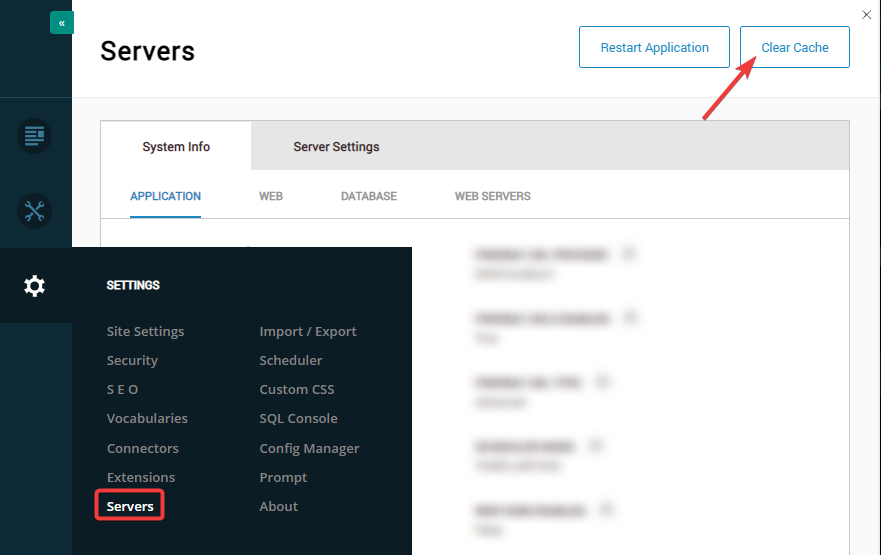 «
Servers
Restart Application
Clear Cache
System Info
Server Settings
APPLICATION
WEB
DATABASE
WEB SERVERS
SETTINGS
Site Settings
Security
S E O
Vocabularies
Connectors
Extensions
Servers
Import / Export
Scheduler
Custom CSS
SQL Console
Config Manager
Prompt
About